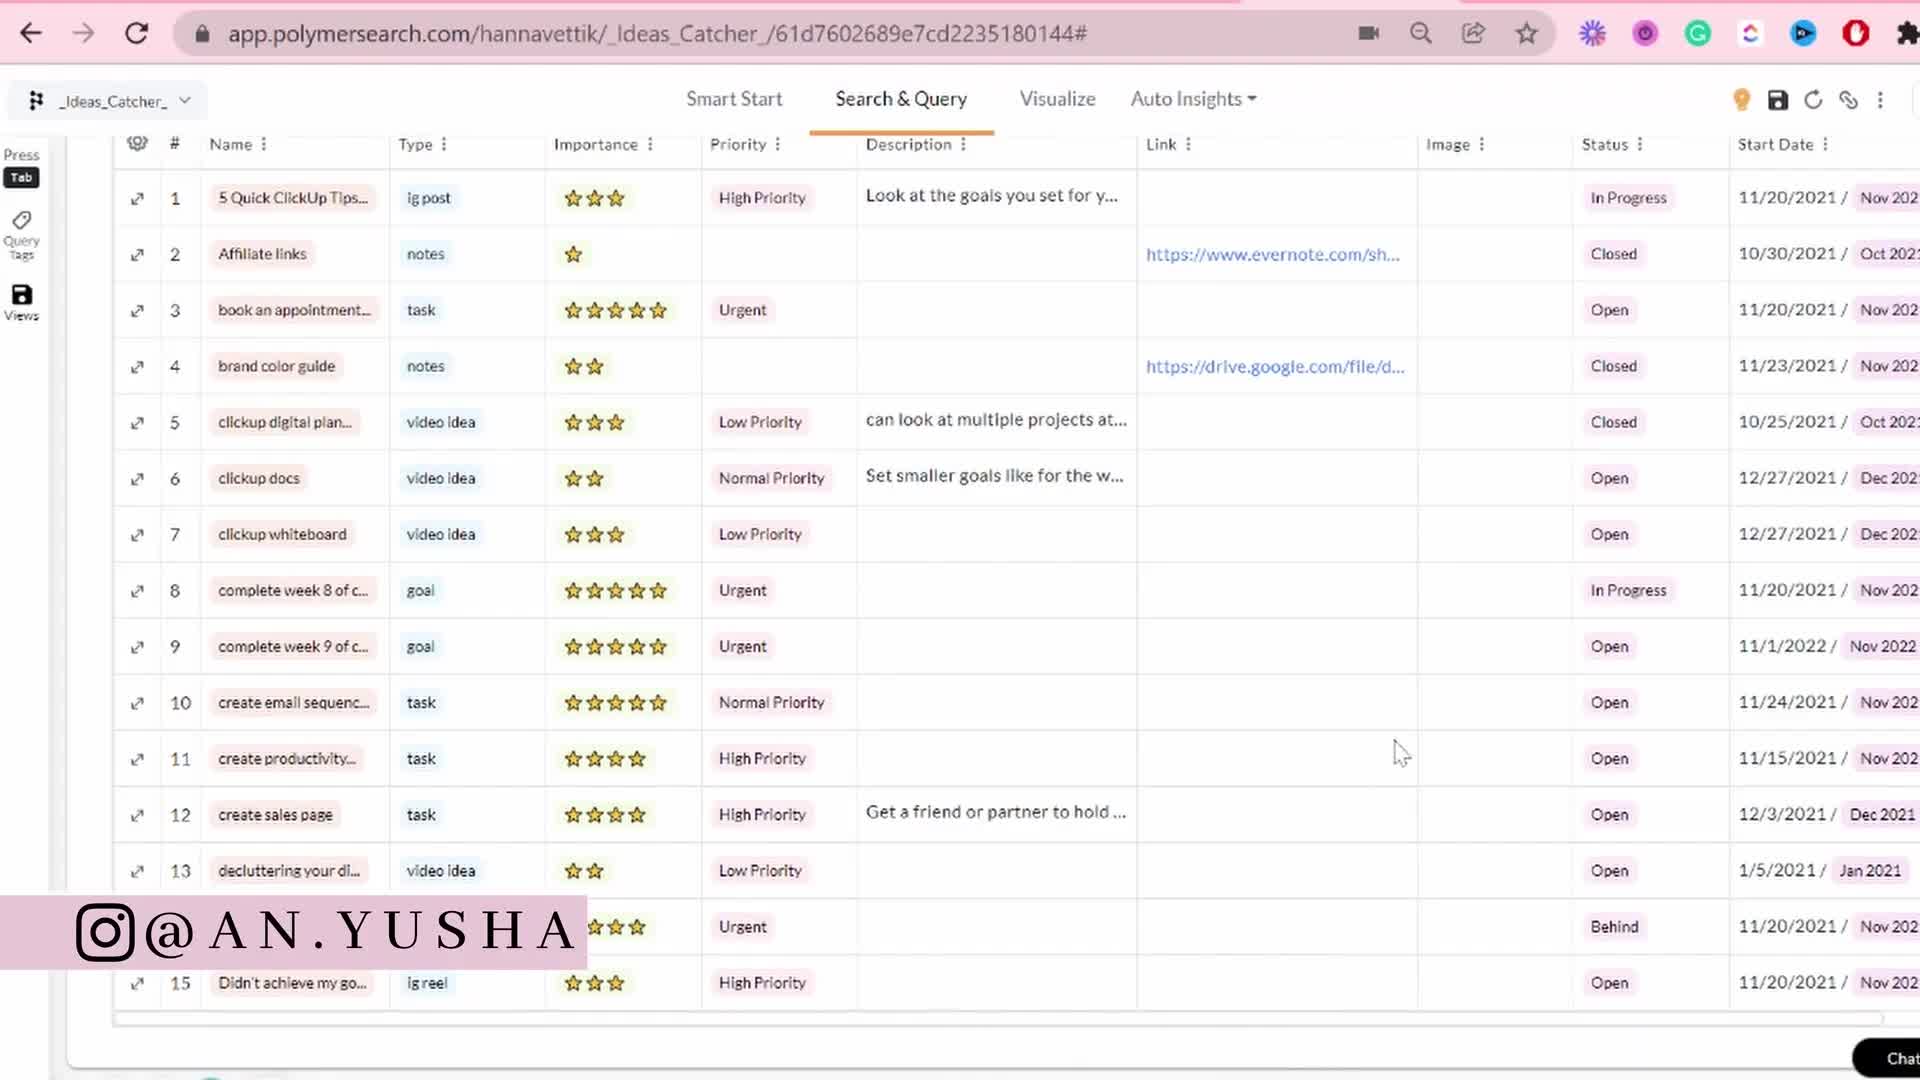 app.polymersearch.com/hannavettik/_Ideas_Catcher_/61d7602689e7cd2235180144#
_Ideas_Catcher_
Smart Start
Search & Query
Visualize
Auto Insights
Press
Tab
Query
Tags
Views
# Name Type Importance Priority Description Link Image Status Start Date
1 5 Quick ClickUp Tips... ig post High Priority Look at the goals you set for y... In Progress 11/20/2021 / Nov 202
2 Affiliate links notes https://www.evernote.com/sh... Closed 10/30/2021 / Oct 2021
3 book an appointment... task Urgent Open 11/20/2021 / Nov 202
4 brand color guide notes https://drive.google.com/file/d... Closed 11/23/2021 / Nov 202
5 clickup digital plan... video idea Low Priority can look at multiple projects at... Closed 10/25/2021 / Oct 2021
6 clickup docs video idea Normal Priority Set smaller goals like for the w... Open 12/27/2021 / Dec 202
7 clickup whiteboard video idea Low Priority Open 12/27/2021 / Dec 202
8 complete week 8 of c... goal Urgent In Progress 11/20/2021 / Nov 202
9 complete week 9 of c... goal Urgent Open 11/1/2022 / Nov 2022
10 create email sequenc... task Normal Priority Open 11/24/2021 / Nov 202
11 create productivity... task High Priority Open 11/15/2021 / Nov 202
12 create sales page task High Priority Get a friend or partner to hold ... Open 12/3/2021 / Dec 2021
13 decluttering your di... video idea Low Priority Open 1/5/2021 / Jan 2021
@AN.YUSHA
Urgent Behind 11/20/2021 / Nov 202
15 Didn't achieve my go... ig reel High Priority Open 11/20/2021 / Nov 202
Chat